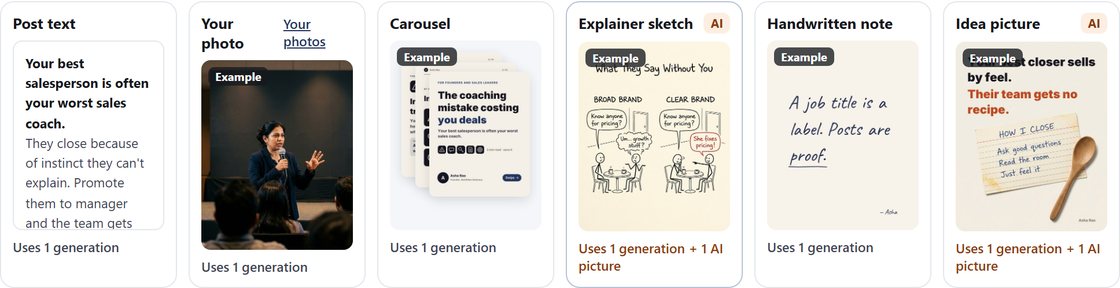 Post text
Your best
salesperson is often
your worst sales
coach.
They close because
of instinct they can't
explain. Promote
them to manager
and the team gets
Uses 1 generation
Your
photo
Your
photos
Example
Uses 1 generation
Carousel
Example
FOR FOUNDERS AND SALES LEADERS
The coaching
mistake costing
you deals
Your best salesperson is often your worst
sales coach.
Asha Rao
Uses 1 generation
Explainer sketch
AI
Example
What They Say Without You
BROAD BRAND
CLEAR BRAND
Know anyone
for pricing?
Um... growth
stuff?
Know anyone
for pricing?
She fixes
pricing!
Uses 1 generation + 1 AI
picture
Handwritten note
Example
A job title is a
label. Posts are
proof.
– Asha
Uses 1 generation
Idea picture
AI
Example
closer sells
by feel.
Their team gets no
recipe.
HOW I CLOSE
Ask good questions
Read the room
Just feel it
Asha Rao
Uses 1 generation + 1 AI
picture